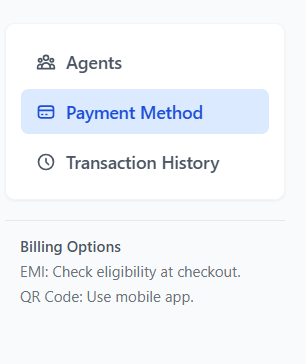 Agents
Payment Method
Transaction History
Billing Options
EMI: Check eligibility at checkout.
QR Code: Use mobile app.